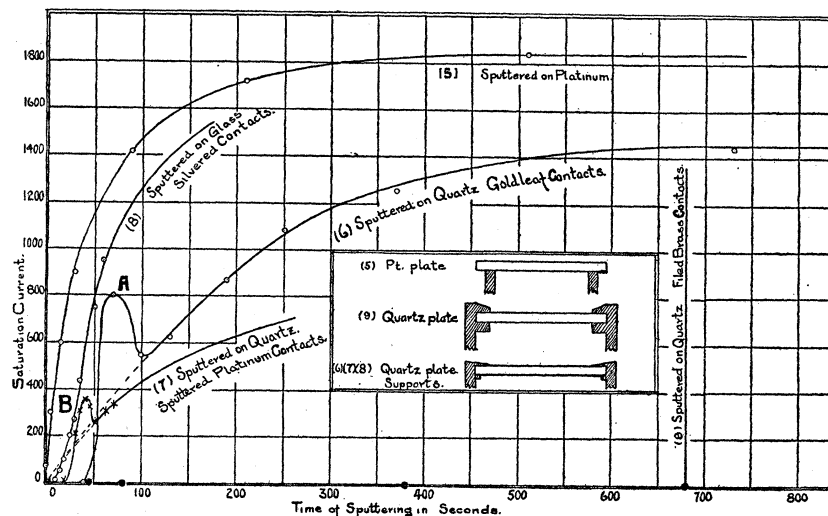 1800
1600
1400
1200
1000
800
600
400
200
0
Saturation Current.
100
200
300
400
500
600
700
800
Time of Sputtering in Seconds.
(5) Sputtered on Platinum.
(8) Sputtered on Glass
Silvered Contacts.
(6) Sputtered on Quartz Goldleaf Contacts.
A
B
(7) Sputtered on Quartz.
Sputtered Platinum Contacts.
(9) Sputtered on Quartz Filed Brass Contacts.
(5) Pt. plate
(9) Quartz plate
(6)(7)(8) Quartz plate
Supports.